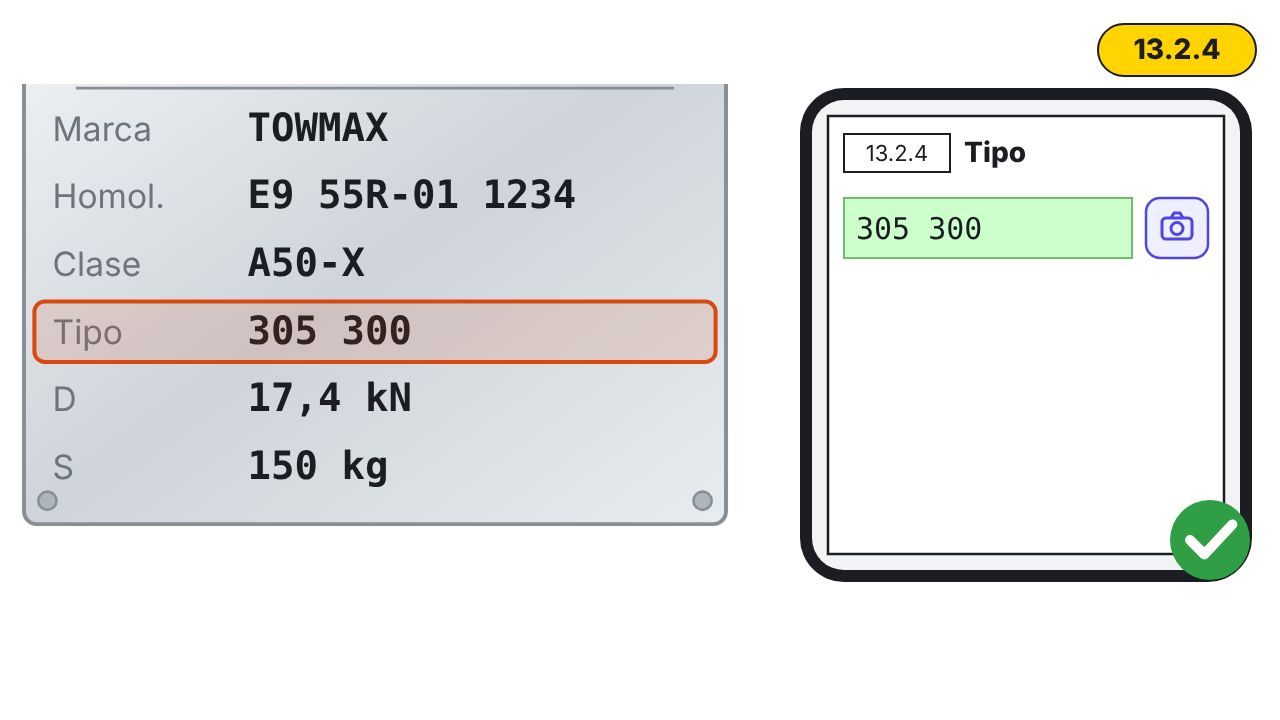 13.2.4
Marca TOWMAX
Homol. E9 55R-01 1234
Clase A50-X
Tipo 305 300
D 17,4 kN
S 150 kg
13.2.4 Tipo
305 300